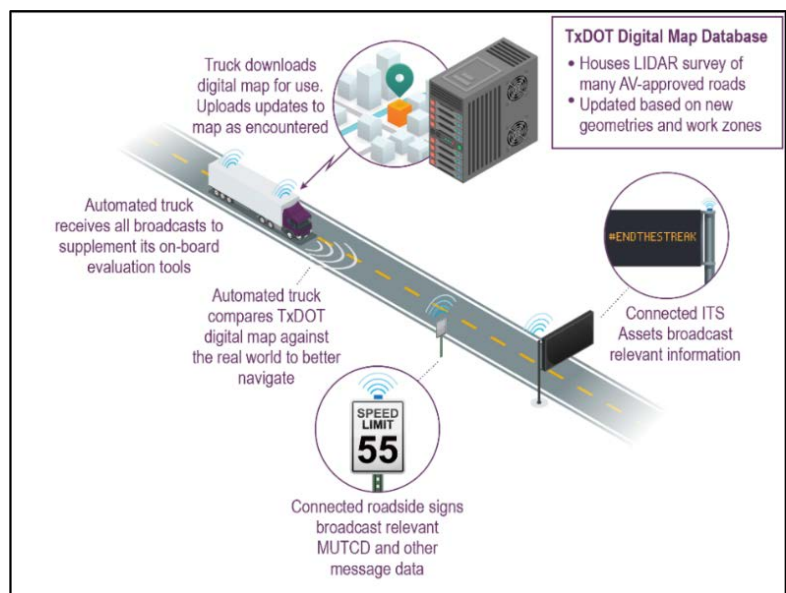 TxDOT Digital Map Database
• Houses LIDAR survey of
many AV-approved roads
• Updated based on new
geometries and work zones
Truck downloads
digital map for use.
Uploads updates to
map as encountered
Automated truck
receives all broadcasts to
supplement its on-board
evaluation tools
#ENDTHESTREAK
Connected ITS
Assets broadcast
relevant information
Automated truck
compares TxDOT
digital map against
the real world to better
navigate
SPEED
LIMIT
55
Connected roadside signs
broadcast relevant
MUTCD and other
message data